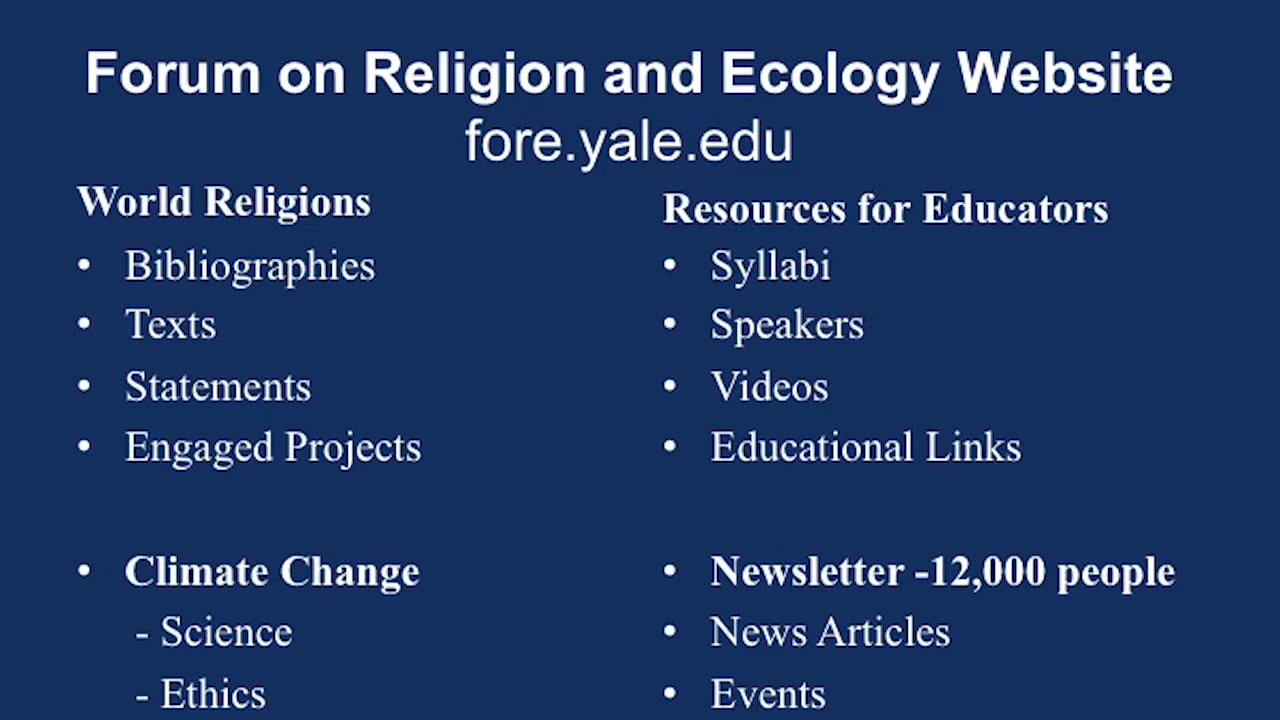 Forum on Religion and Ecology Website
fore.yale.edu
World Religions
• Bibliographies
• Texts
• Statements
• Engaged Projects
• Climate Change
- Science
- Ethics
Resources for Educators
• Syllabi
• Speakers
• Videos
• Educational Links
• Newsletter -12,000 people
• News Articles
• Events